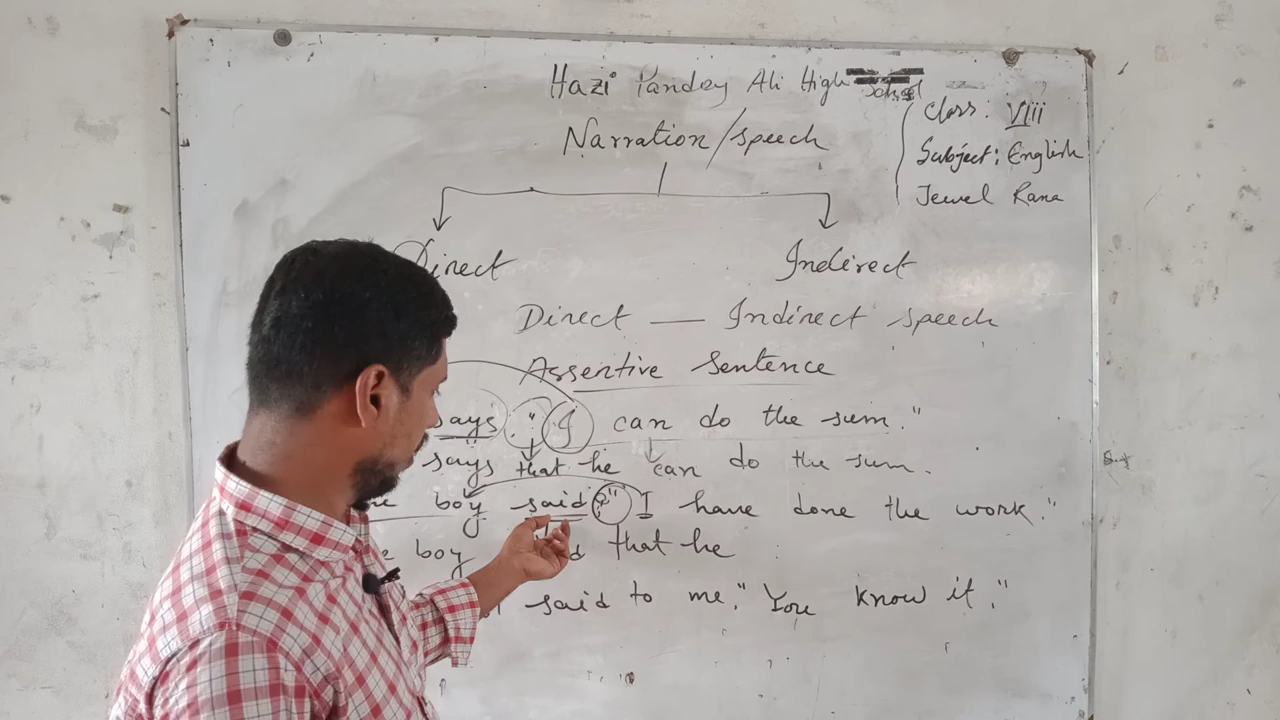 Hazi Pandey Ali High School
Narration/speech
Class: VIII
Subject: English
Jewel Rana
Direct
Indirect
Direct — Indirect speech
Assertive Sentence
says "I can do the sum."
says that he can do the sum.
boy said, "I have done the work."
boy that he
said to me, "You know it."